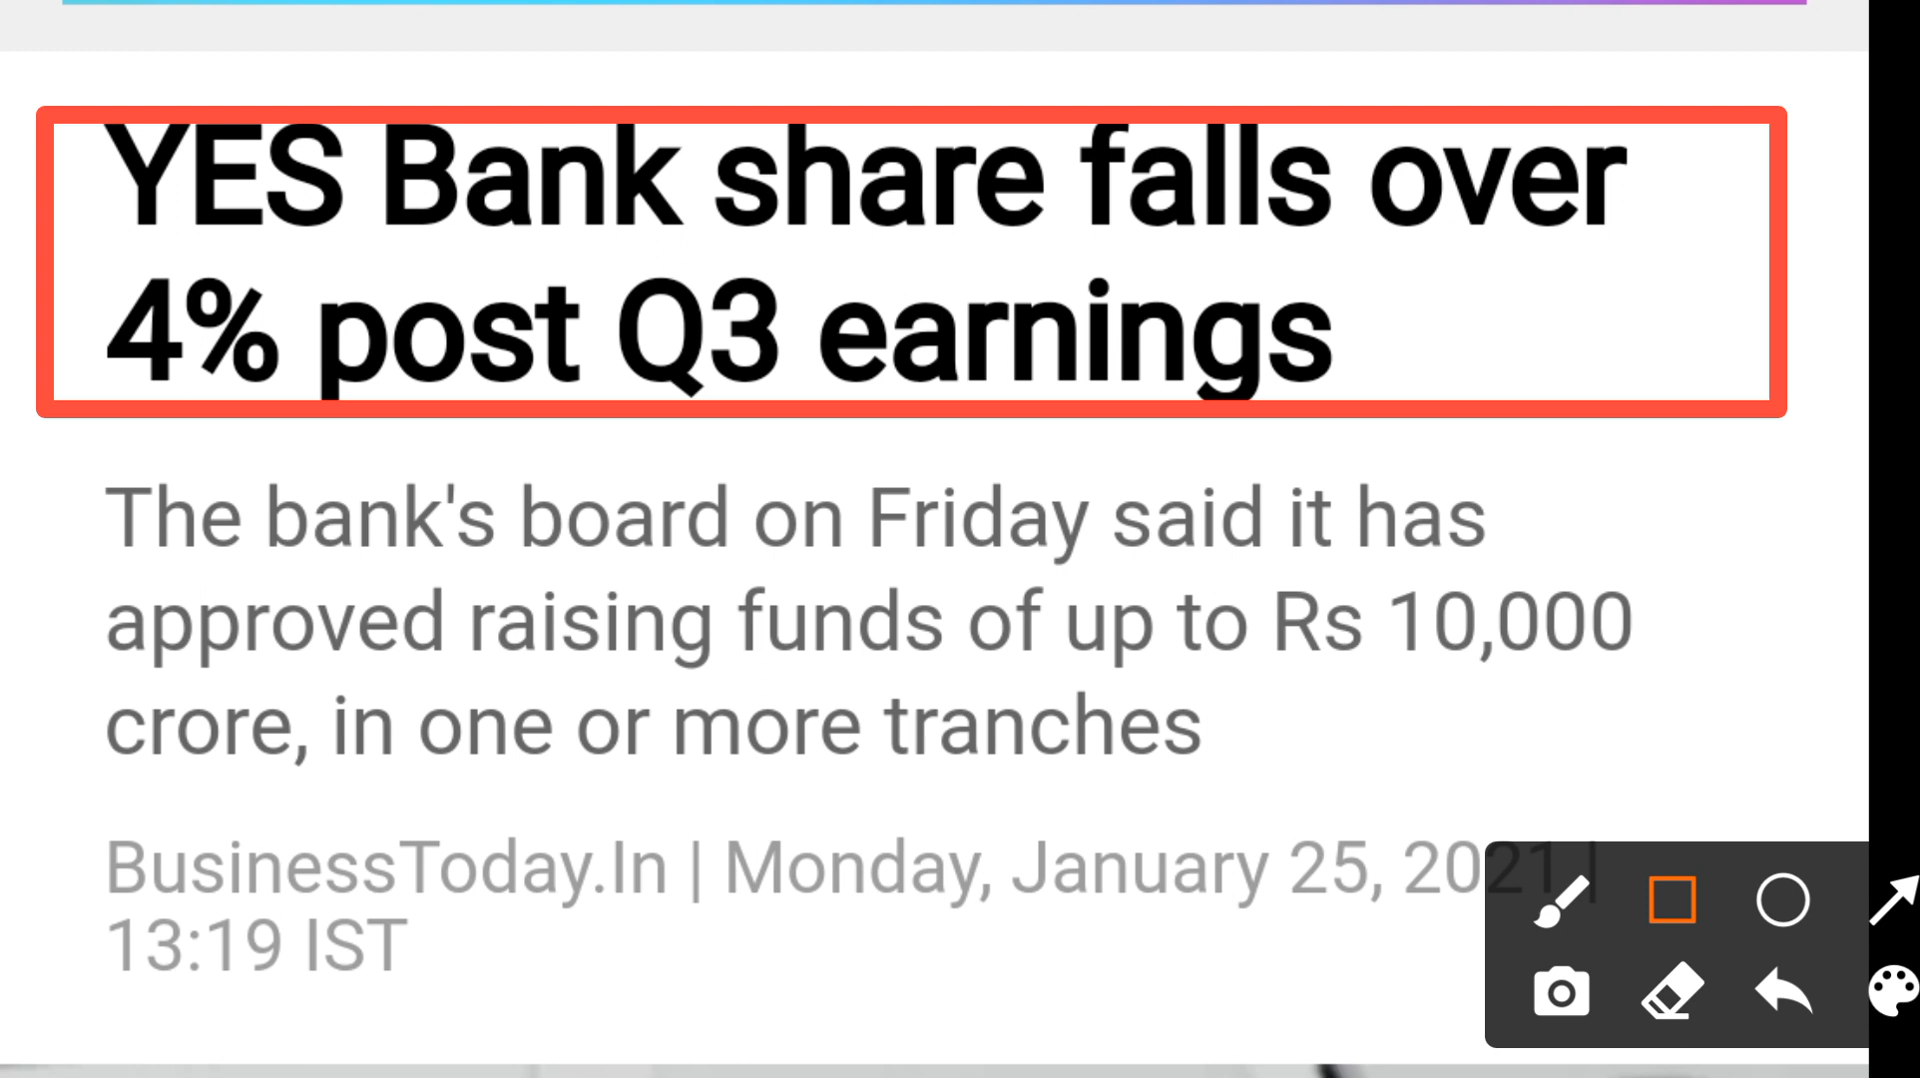 YES Bank share falls over
4% post Q3 earnings
The bank's board on Friday said it has
approved raising funds of up to Rs 10,000
crore, in one or more tranches
BusinessToday.In | Monday, January 25, 2021 |
13:19 IST